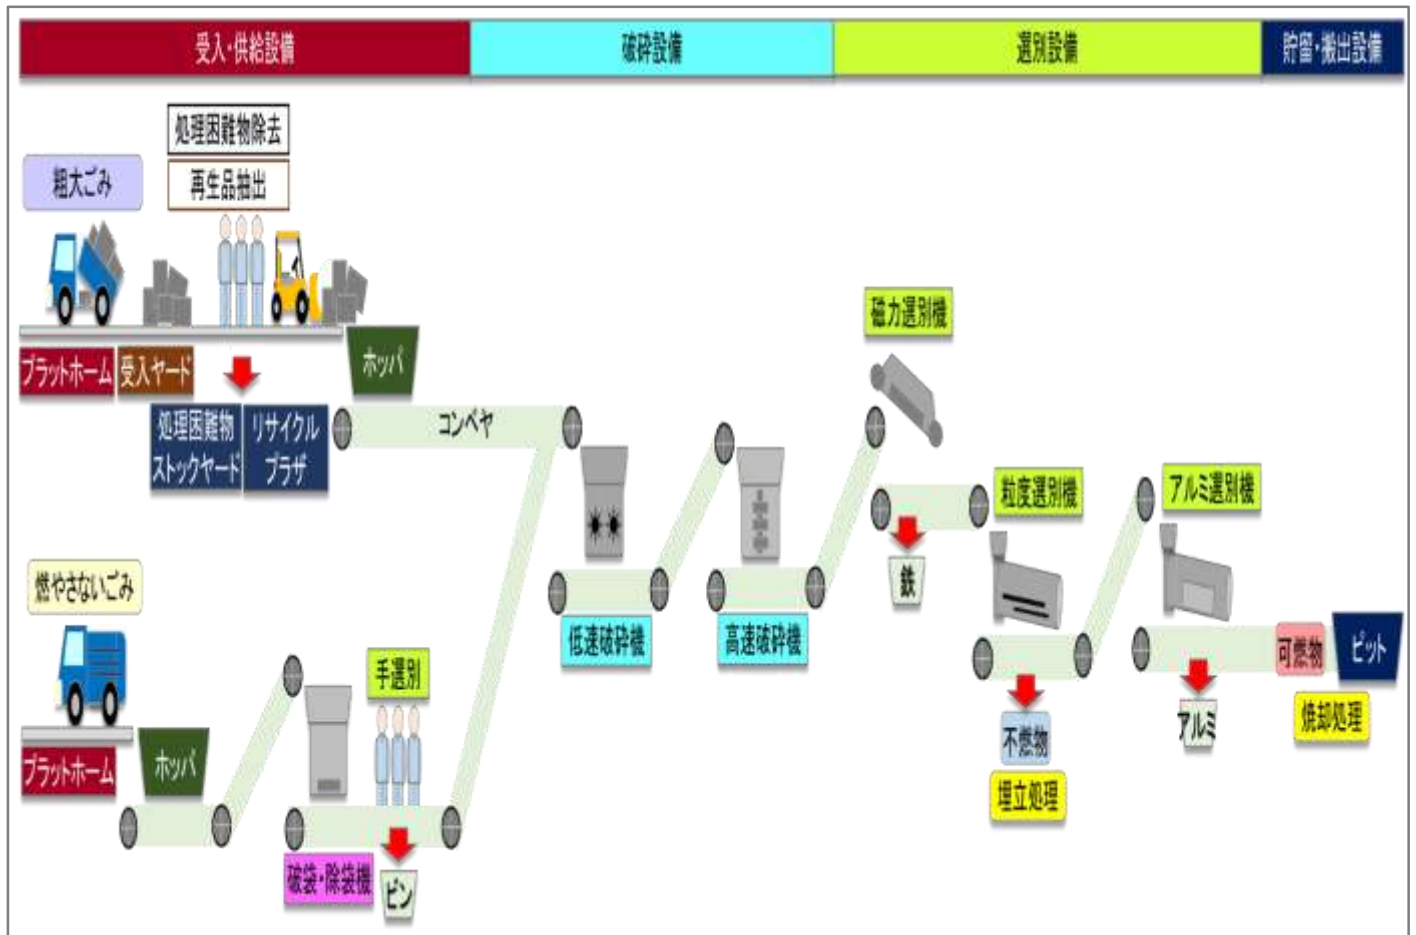 受入・供給設備
破砕設備
選別設備
貯留・搬出設備
処理困難物除去
粗大ごみ
再生品抽出
プラットホーム
受入ヤード
ホッパ
処理困難物
ストックヤード
リサイクル
プラザ
コンベヤ
磁力選別機
鉄
粒度選別機
アルミ選別機
燃やさないごみ
プラットホーム
ホッパ
手選別
低速破砕機
高速破砕機
破袋・除袋機
ビン
不燃物
埋立処理
アルミ
可燃物
ピット
焼却処理